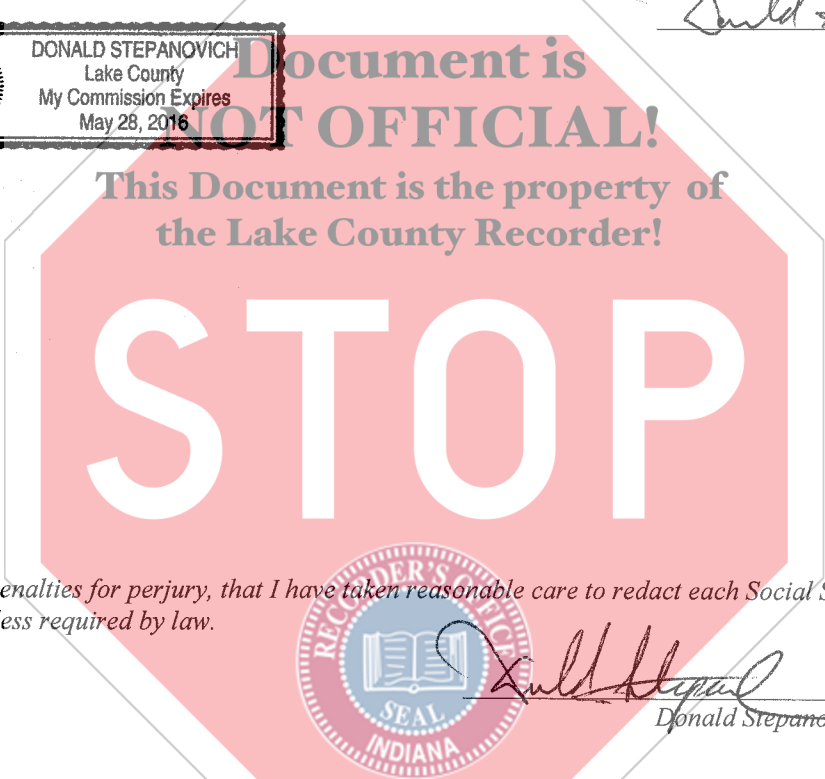 DONALD STEPANOVICH
Lake County
My Commission Expires
May 28, 2016
Document is
NOT OFFICIAL!
This Document is the property of
the Lake County Recorder!
STOP
enalties for perjury, that I have taken reasonable care to redact each Social S
ess required by law.
RECORDER'S OFFICE
SEAL
INDIANA
Donald Stepano